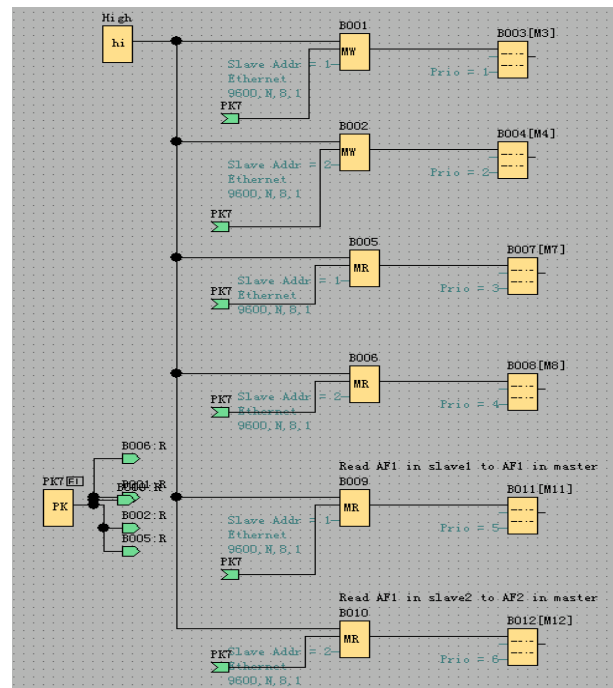 High
hi
B001
MW
Slave Addr = 1
Ethernet.
9600,N,8,1
PK7
B003[M3]
Prio = 1
B002
MW
Slave Addr = 2
Ethernet.
9600,N,8,1
PK7
B004[M4]
Prio = 2
B005
MR
PK7
Slave Addr = 1
Ethernet
9600,N,8,1
B007[M7]
Prio = 3
B006
MR
Slave Addr = 2
PK7
Ethernet.
9600,N,8,1
B008[M8]
Prio = 4
B006:R
PK7
PK
B001:R
B002:R
B005:R
Read AF1 in slave1 to AF1 in master
B009
MR
Slave Addr = 1
Ethernet.
9600,N,8,1
PK7
B011[M11]
Prio = 5
Read AF1 in slave2 to AF2 in master
B010
MR
PK7
Slave Addr = 2
Ethernet.
9600,N,8,1
B012[M12]
Prio = 6